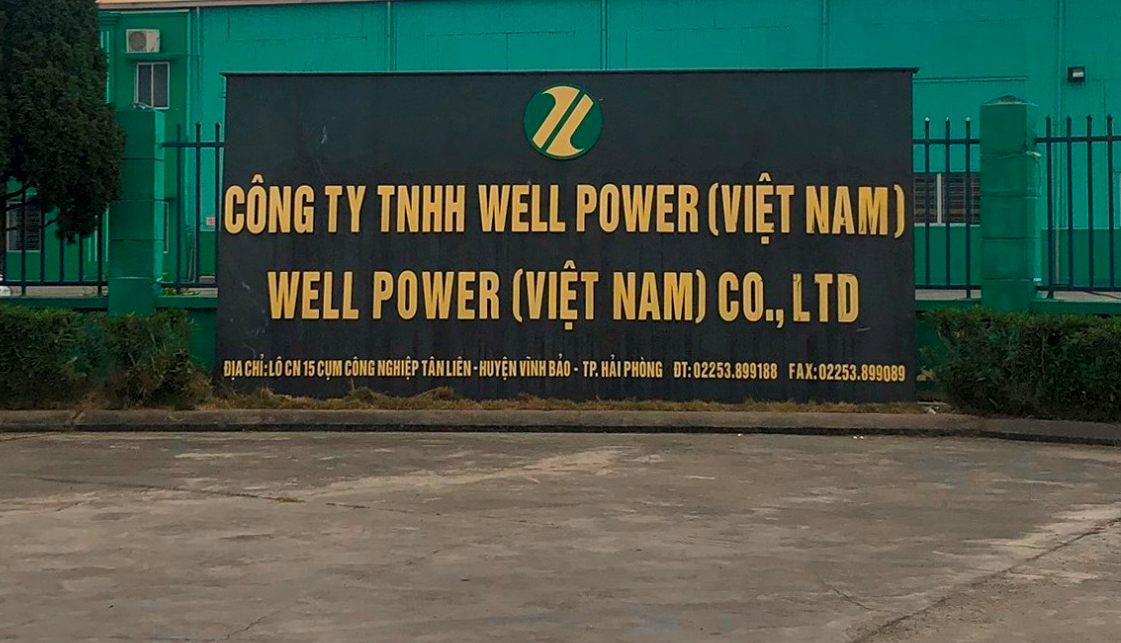 CÔNG TY TNHH WELL POWER (VIỆT NAM)
WELL POWER (VIỆT NAM) CO., LTD
ĐỊA CHỈ: LÔ CN 15 CỤM CÔNG NGHIỆP TÂN LIÊN - HUYỆN VĨNH BẢO - TP. HẢI PHÒNG ĐT: 02253.899188 FAX: 02253.899089